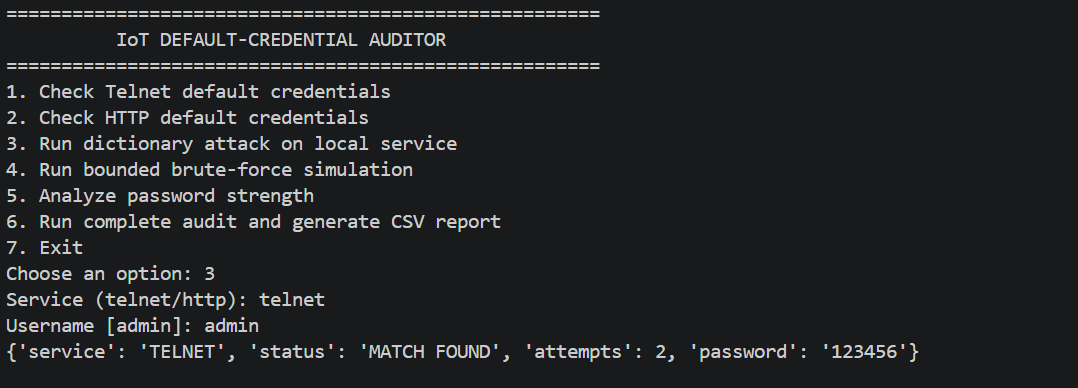 ======================================================
IoT DEFAULT-CREDENTIAL AUDITOR
======================================================
1. Check Telnet default credentials
2. Check HTTP default credentials
3. Run dictionary attack on local service
4. Run bounded brute-force simulation
5. Analyze password strength
6. Run complete audit and generate CSV report
7. Exit
Choose an option: 3
Service (telnet/http): telnet
Username [admin]: admin
{'service': 'TELNET', 'status': 'MATCH FOUND', 'attempts': 2, 'password': '123456'}